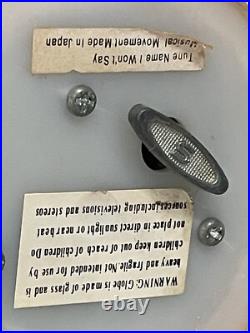 Tune Name I Won't Say
Musical Movement Made in Japan
WARNING: Globe is made of glass and is
heavy and fragile Not intended for use by
children keep out of reach of children Do
not place in direct sunlight or near heat
sources including televisions and stereos